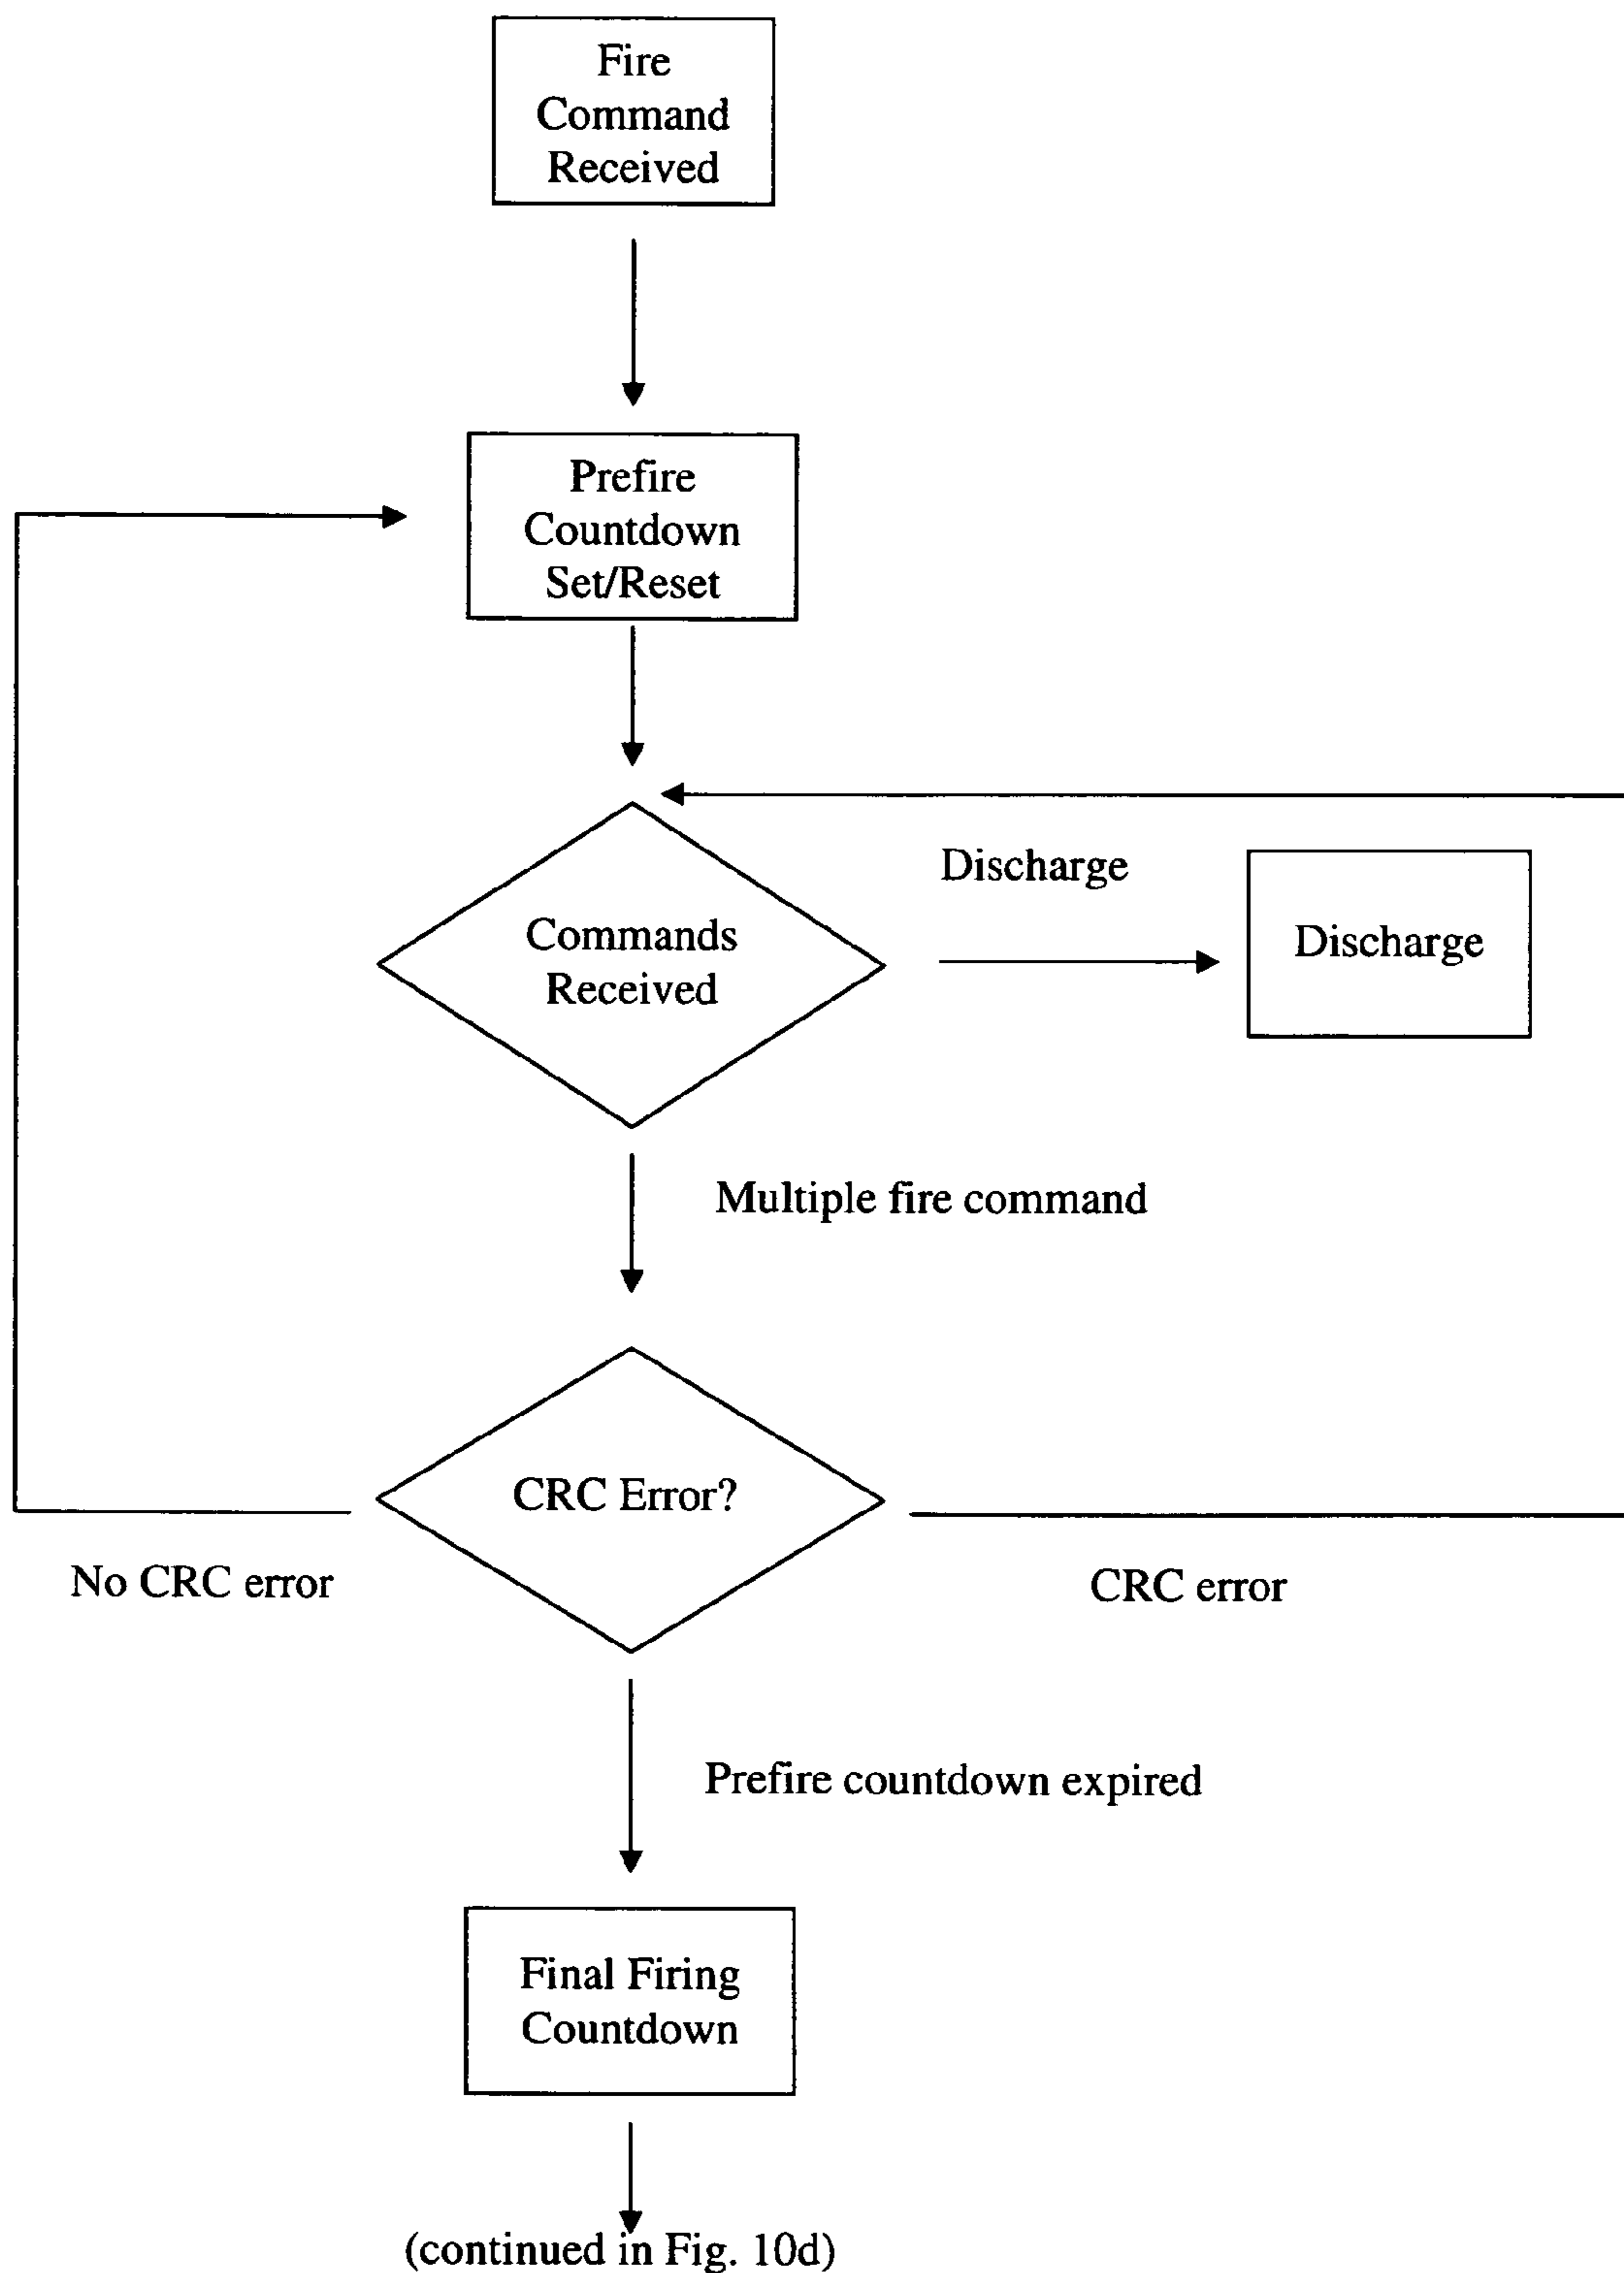 Fire
Command
Received
Prefire
Countdown
Set/Reset
Discharge
Commands
Received
Discharge
Multiple fire command
CRC Error?
No CRC error
CRC error
Prefire countdown expired
Final Firing
Countdown
(continued in Fig. 10d)